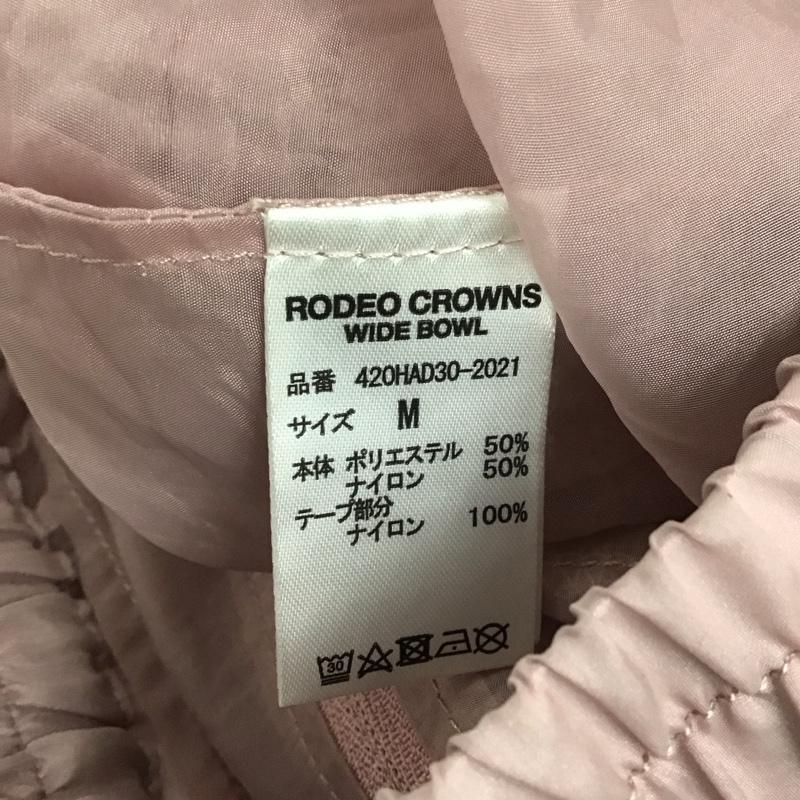 RODEO CROWNS
WIDE BOWL
品番 420HAD30-2021
サイズ M
本体 ポリエステル 50%
ナイロン 50%
テープ部分
ナイロン 100%
30